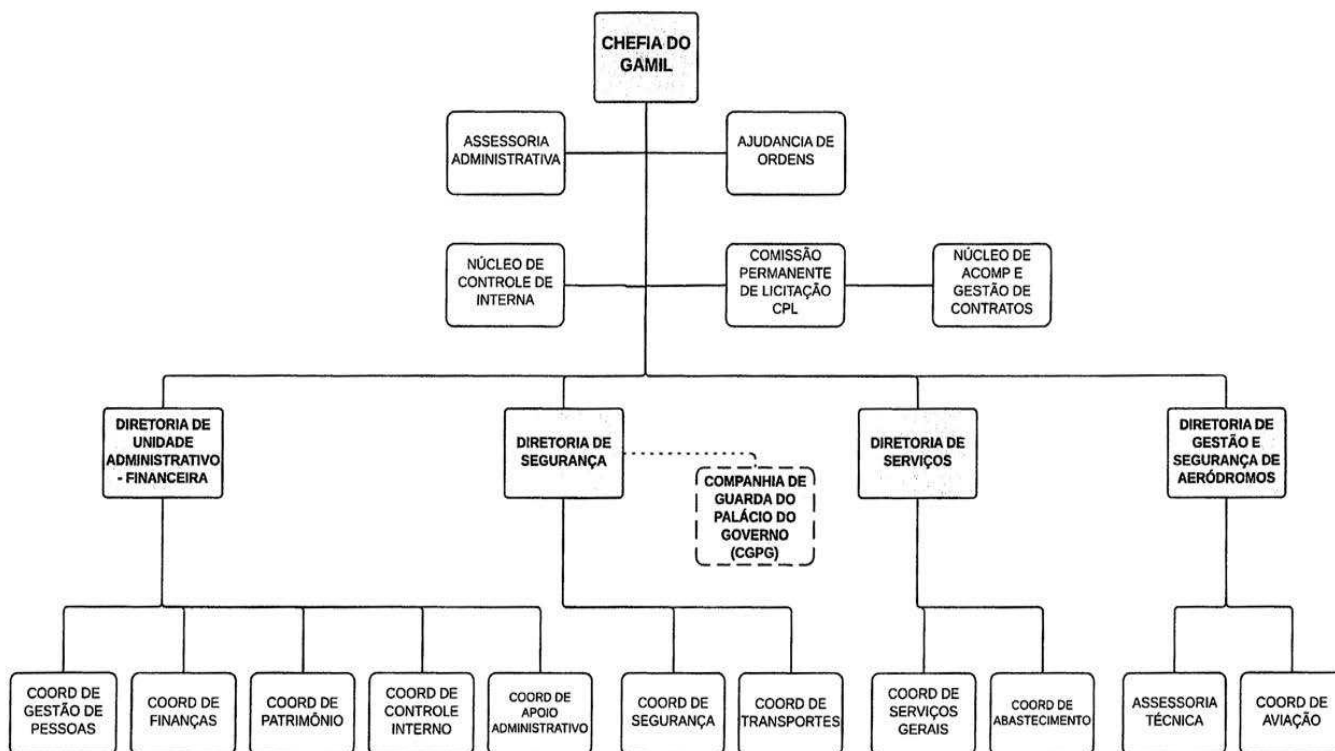 CHEFIA DO
GAMIL
ASSESSORIA
ADMINISTRATIVA
AJUDANCIA DE
ORDENS
NÚCLEO DE
CONTROLE DE
INTERNA
COMISSÃO
PERMANENTE
DE LICITAÇÃO
CPL
NÚCLEO DE
ACOMP E
GESTÃO DE
CONTRATOS
DIRETORIA DE
UNIDADE
ADMINISTRATIVO
- FINANCEIRA
DIRETORIA DE
SEGURANÇA
COMPANHIA DE
GUARDA DO
PALÁCIO DO
GOVERNO
(CGPG)
DIRETORIA DE
SERVIÇOS
DIRETORIA DE
GESTÃO E
SEGURANÇA DE
AERÓDROMOS
COORD DE
GESTÃO DE
PESSOAS
COORD DE
FINANÇAS
COORD DE
PATRIMÔNIO
COORD DE
CONTROLE
INTERNO
COORD DE
APOIO
ADMINISTRATIVO
COORD DE
SEGURANÇA
COORD DE
TRANSPORTES
COORD DE
SERVIÇOS
GERAIS
COORD DE
ABASTECIMENTO
ASSESSORIA
TÉCNICA
COORD DE
AVIAÇÃO